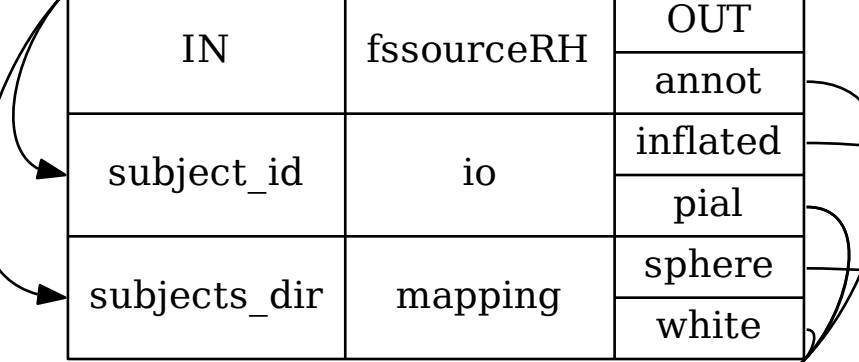 IN
fssourceRH
OUT
annot
subject_id
io
inflated
pial
subjects_dir
mapping
sphere
white